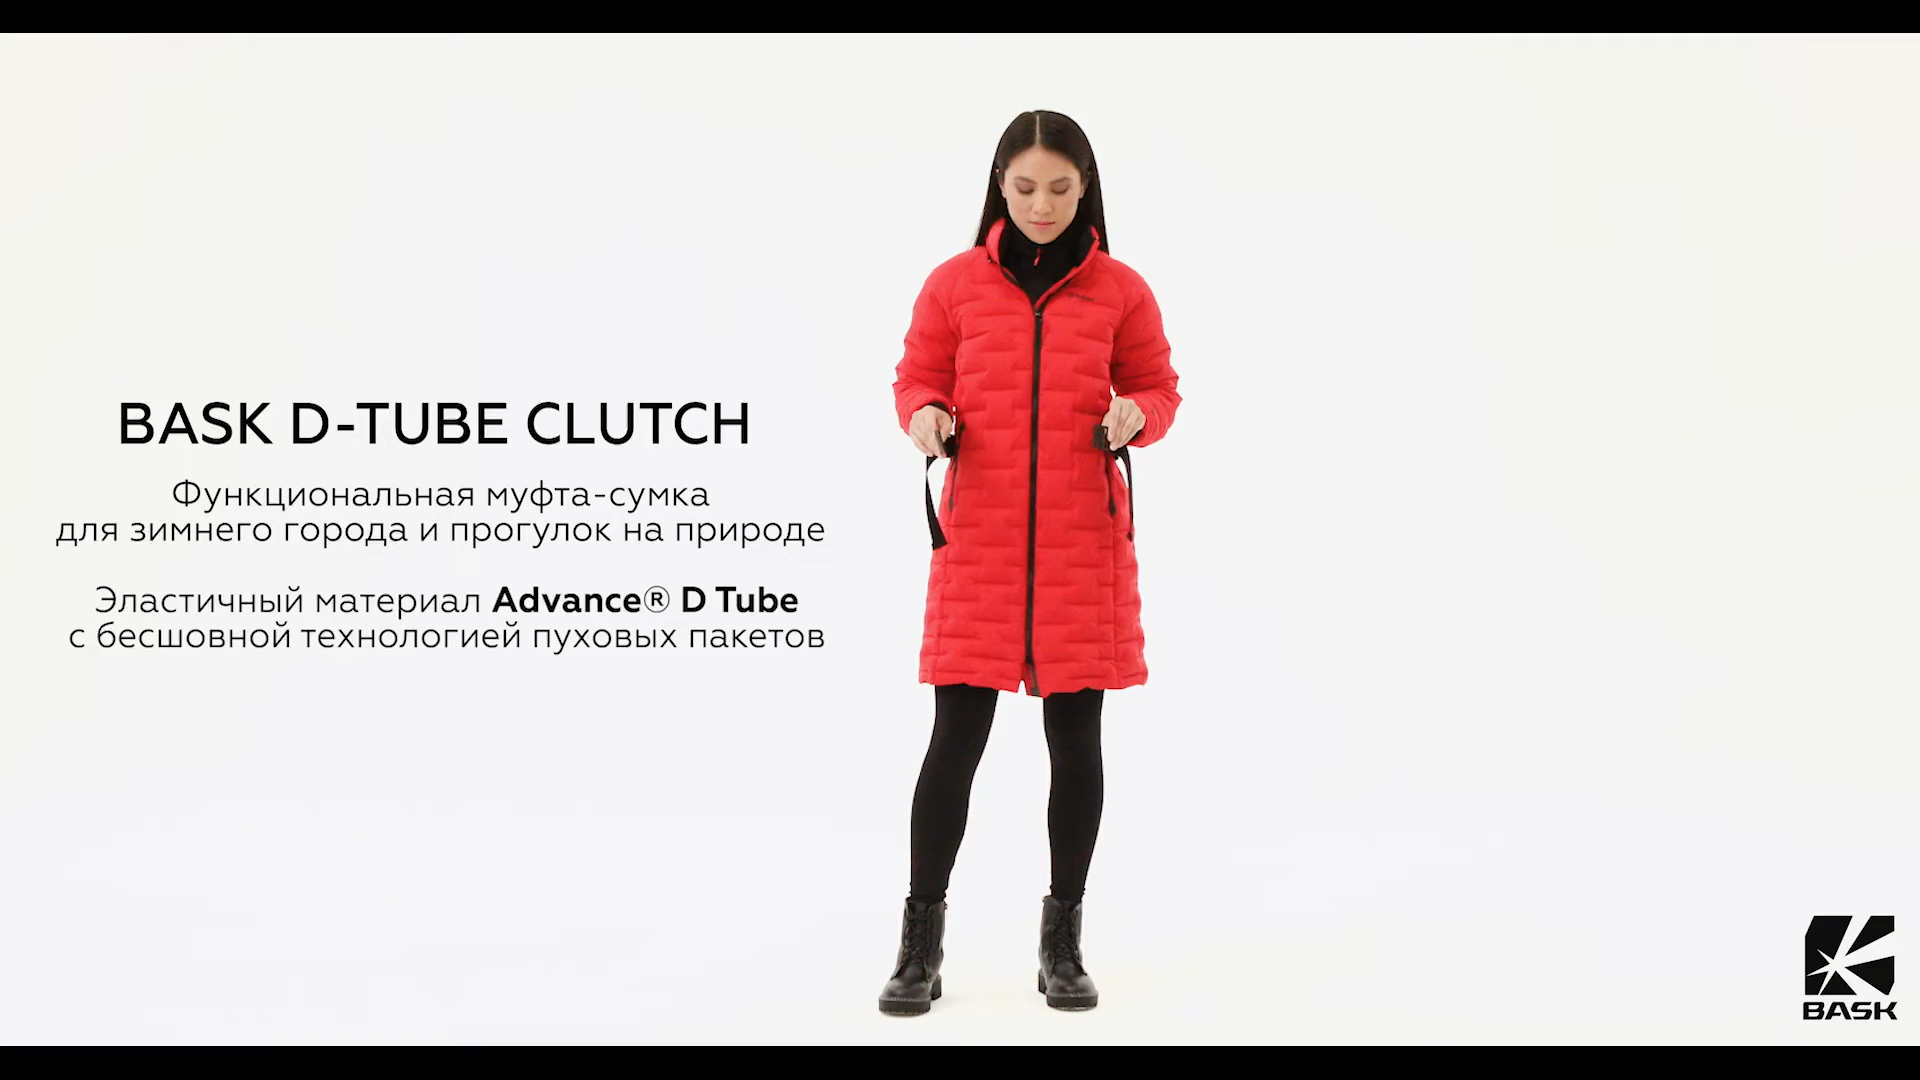 BASK D-TUBE CLUTCH
Функциональная муфта-сумка
для зимнего города и прогулок на природе
Эластичный материал Advance® D Tube
с бесшовной технологией пуховых пакетов
BASK